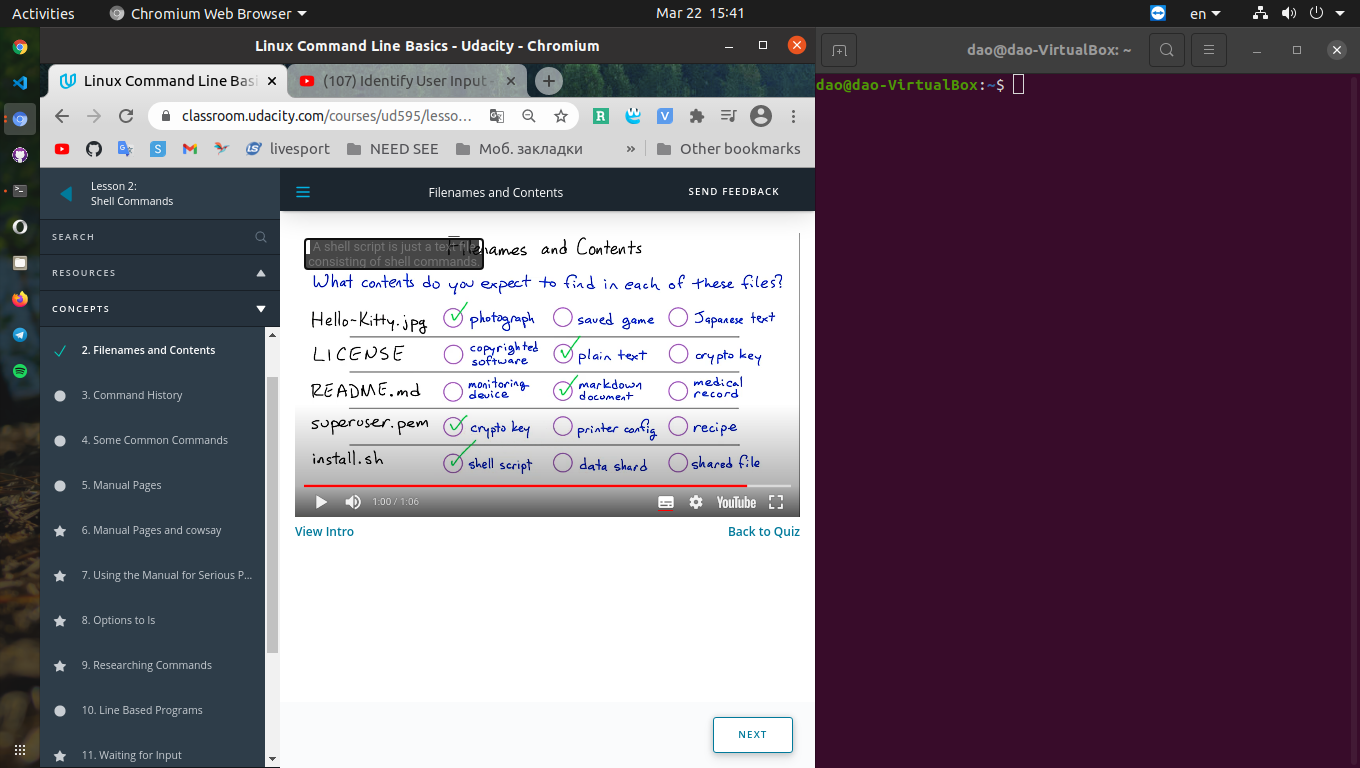 Activities
Chromium Web Browser
Mar 22 15:41
en
Linux Command Line Basics - Udacity - Chromium
Linux Command Line Basi
(107) Identify User Input -
classroom.udacity.com/courses/ud595/lesso...
livesport
NEED SEE
Моб. закладки
»
Other bookmarks
Lesson 2:
Shell Commands
SEARCH
RESOURCES
CONCEPTS
2. Filenames and Contents
3. Command History
4. Some Common Commands
5. Manual Pages
6. Manual Pages and cowsay
7. Using the Manual for Serious P...
8. Options to ls
9. Researching Commands
10. Line Based Programs
11. Waiting for Input
Filenames and Contents
SEND FEEDBACK
A shell script is just a text file
consisting of shell commands.
Filenames and Contents
What contents do you expect to find in each of these files?
Hello-Kitty.jpg photograph saved game Japanese text
LICENSE copyrighted software plain text crypto key
README.md monitoring device markdown document medical record
superuser.pem crypto key printer config recipe
install.sh shell script data shard shared file
1:00 / 1:06
YouTube
View Intro
Back to Quiz
NEXT
dao@dao-VirtualBox: ~
dao@dao-VirtualBox:~$